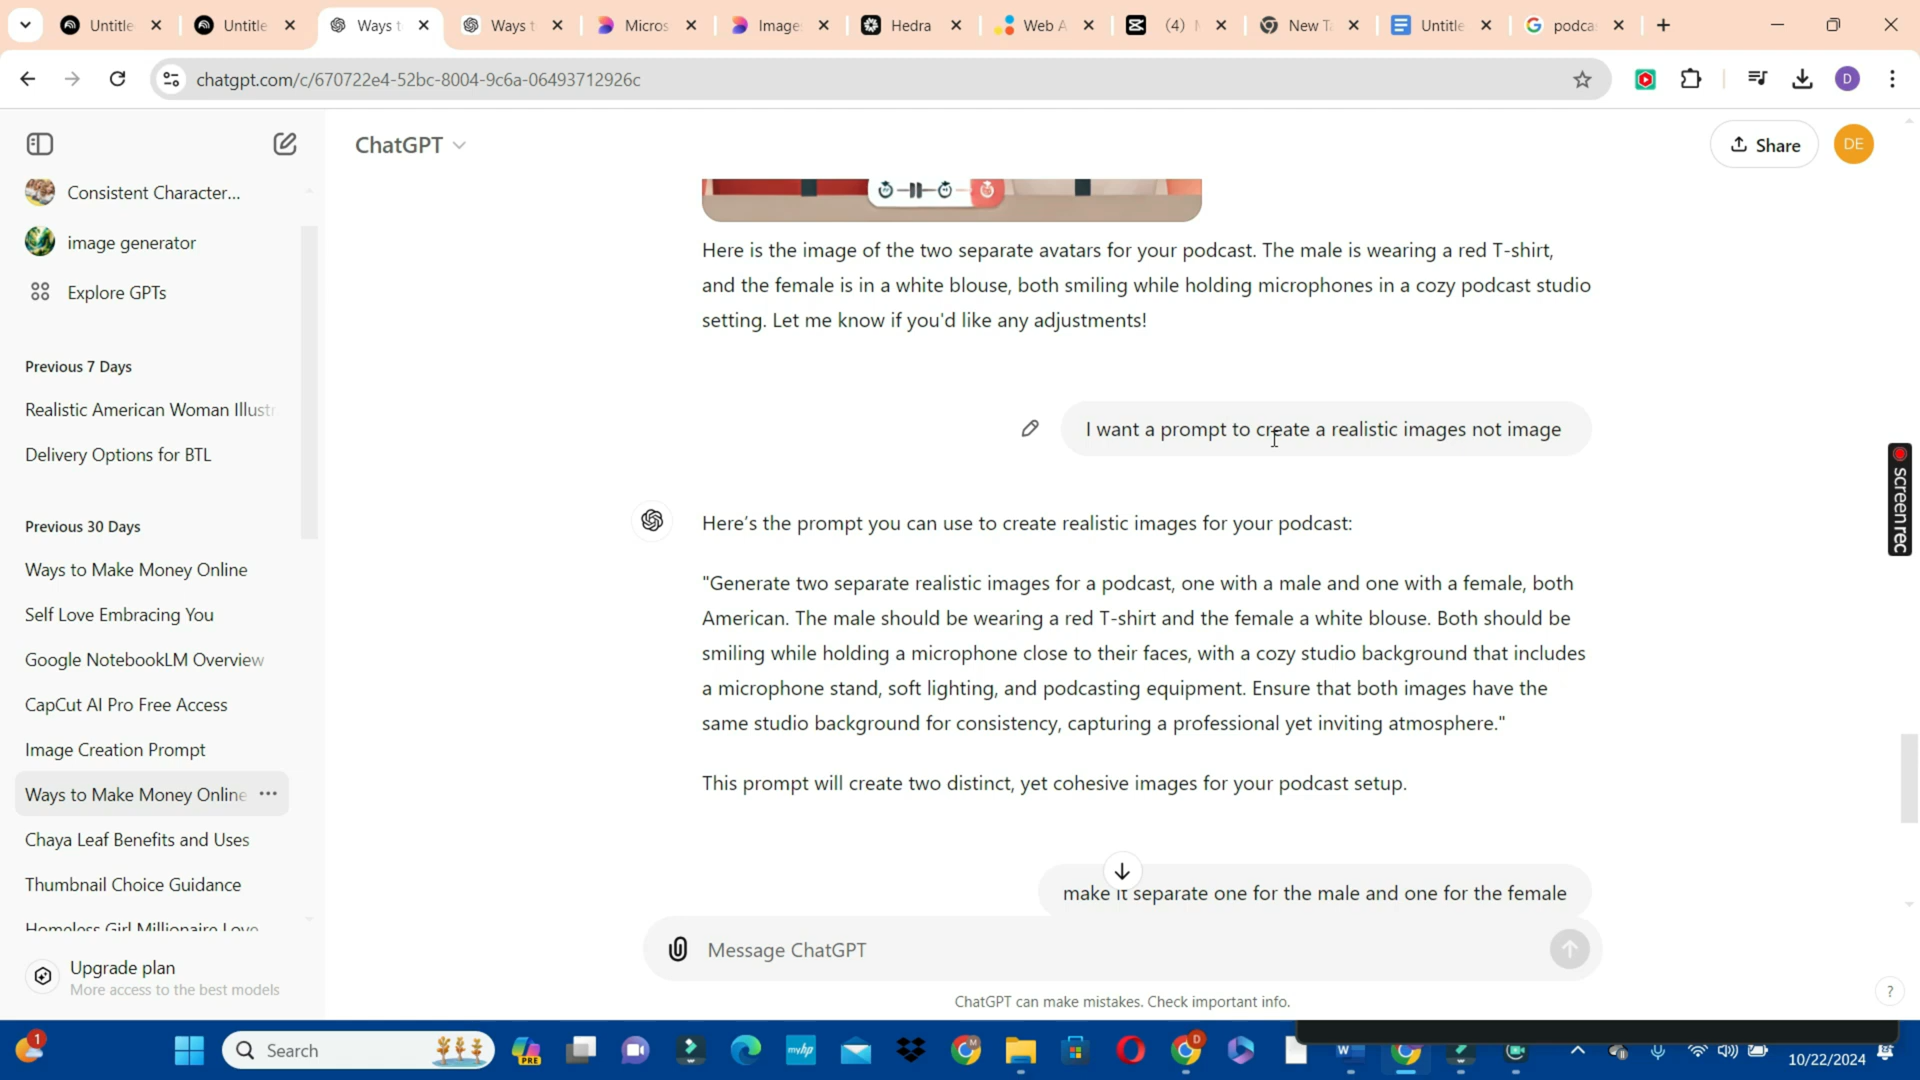 Untitle
Untitle
Ways t
Ways t
Micros
Image
Hedra
Web A
(4)
New T
Untitle
podca
chatgpt.com/c/670722e4-52bc-8004-9c6a-06493712926c
D
ChatGPT
Share
DE
Consistent Character...
image generator
Explore GPTs
Previous 7 Days
Realistic American Woman Illustr
Delivery Options for BTL
Previous 30 Days
Ways to Make Money Online
Self Love Embracing You
Google NotebookLM Overview
CapCut AI Pro Free Access
Image Creation Prompt
Ways to Make Money Online
Chaya Leaf Benefits and Uses
Thumbnail Choice Guidance
Homeless Girl Millionaire Love
Upgrade plan
More access to the best models
Here is the image of the two separate avatars for your podcast. The male is wearing a red T-shirt,
and the female is in a white blouse, both smiling while holding microphones in a cozy podcast studio
setting. Let me know if you'd like any adjustments!
I want a prompt to create a realistic images not image
Here's the prompt you can use to create realistic images for your podcast:
"Generate two separate realistic images for a podcast, one with a male and one with a female, both
American. The male should be wearing a red T-shirt and the female a white blouse. Both should be
smiling while holding a microphone close to their faces, with a cozy studio background that includes
a microphone stand, soft lighting, and podcasting equipment. Ensure that both images have the
same studio background for consistency, capturing a professional yet inviting atmosphere."
This prompt will create two distinct, yet cohesive images for your podcast setup.
make it separate one for the male and one for the female
Message ChatGPT
ChatGPT can make mistakes. Check important info.
?
screenrec
1
Search
PRE
myhp
M
D
W
10/22/2024